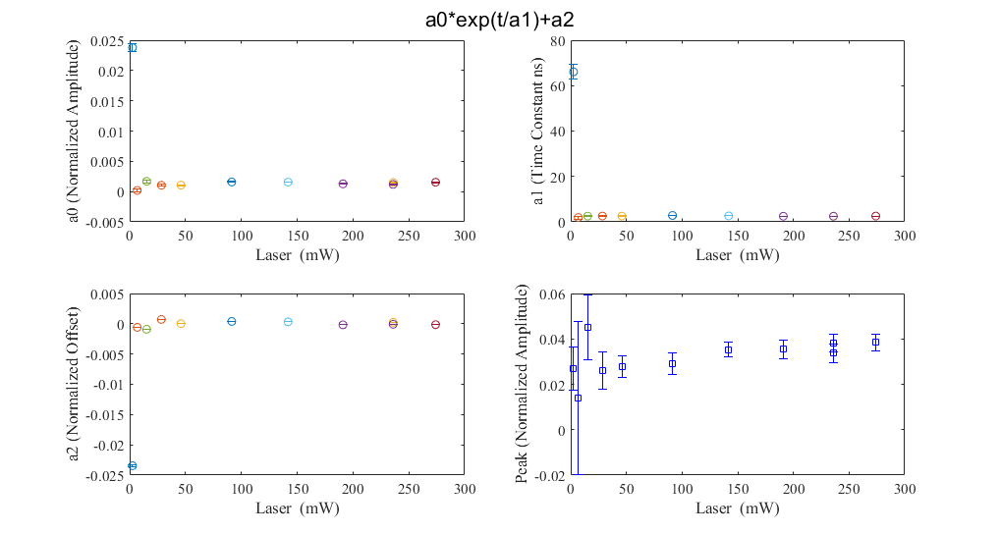 a0*exp(t/a1)+a2
a0 (Normalized Amplitude)
0.025
0.02
0.015
0.01
0.005
0
-0.005
0 50 100 150 200 250 300
Laser (mW)
a1 (Time Constant ns)
80
60
40
20
0
0 50 100 150 200 250 300
Laser (mW)
a2 (Normalized Offset)
0.005
0
-0.005
-0.01
-0.015
-0.02
-0.025
0 50 100 150 200 250 300
Laser (mW)
Peak (Normalized Amplitude)
0.06
0.04
0.02
0
-0.02
0 50 100 150 200 250 300
Laser (mW)